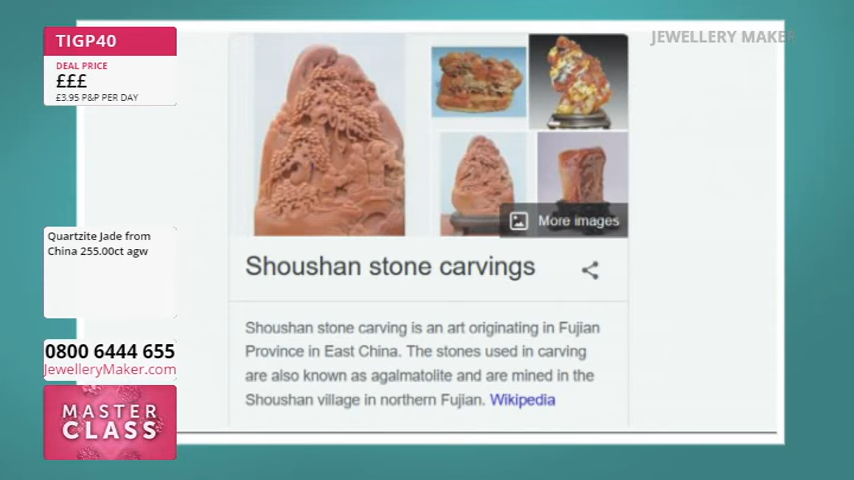 TIGP40
DEAL PRICE
£££
£3.95 P&P PER DAY
JEWELLERY MAKER
More images
Quartzite Jade from
China 255.00ct agw
Shoushan stone carvings
Shoushan stone carving is an art originating in Fujian
Province in East China. The stones used in carving
are also known as agalmatolite and are mined in the
Shoushan village in northern Fujian. Wikipedia
0800 6444 655
JewelleryMaker.com
MASTER
CLASS